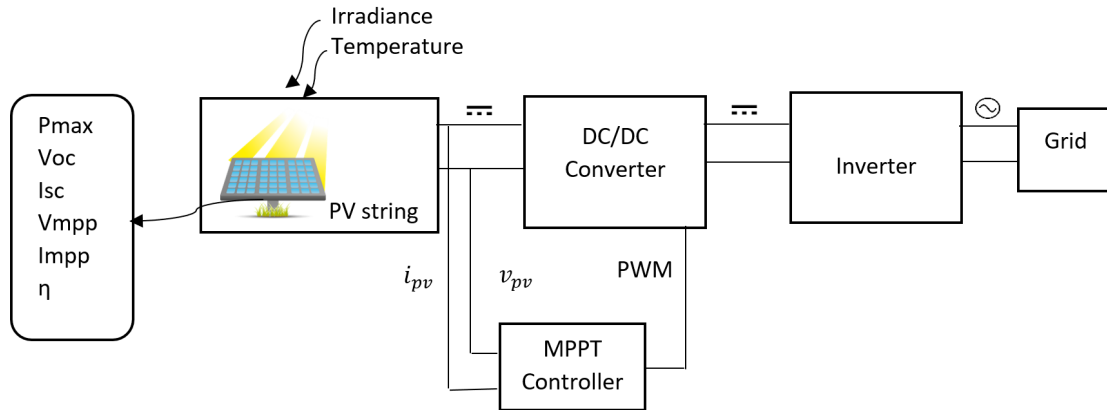 Irradiance
Temperature
Pmax
Voc
Isc
Vmpp
Impp
η
PV string
DC/DC
Converter
Inverter
Grid
i_pv
v_pv
PWM
MPPT
Controller